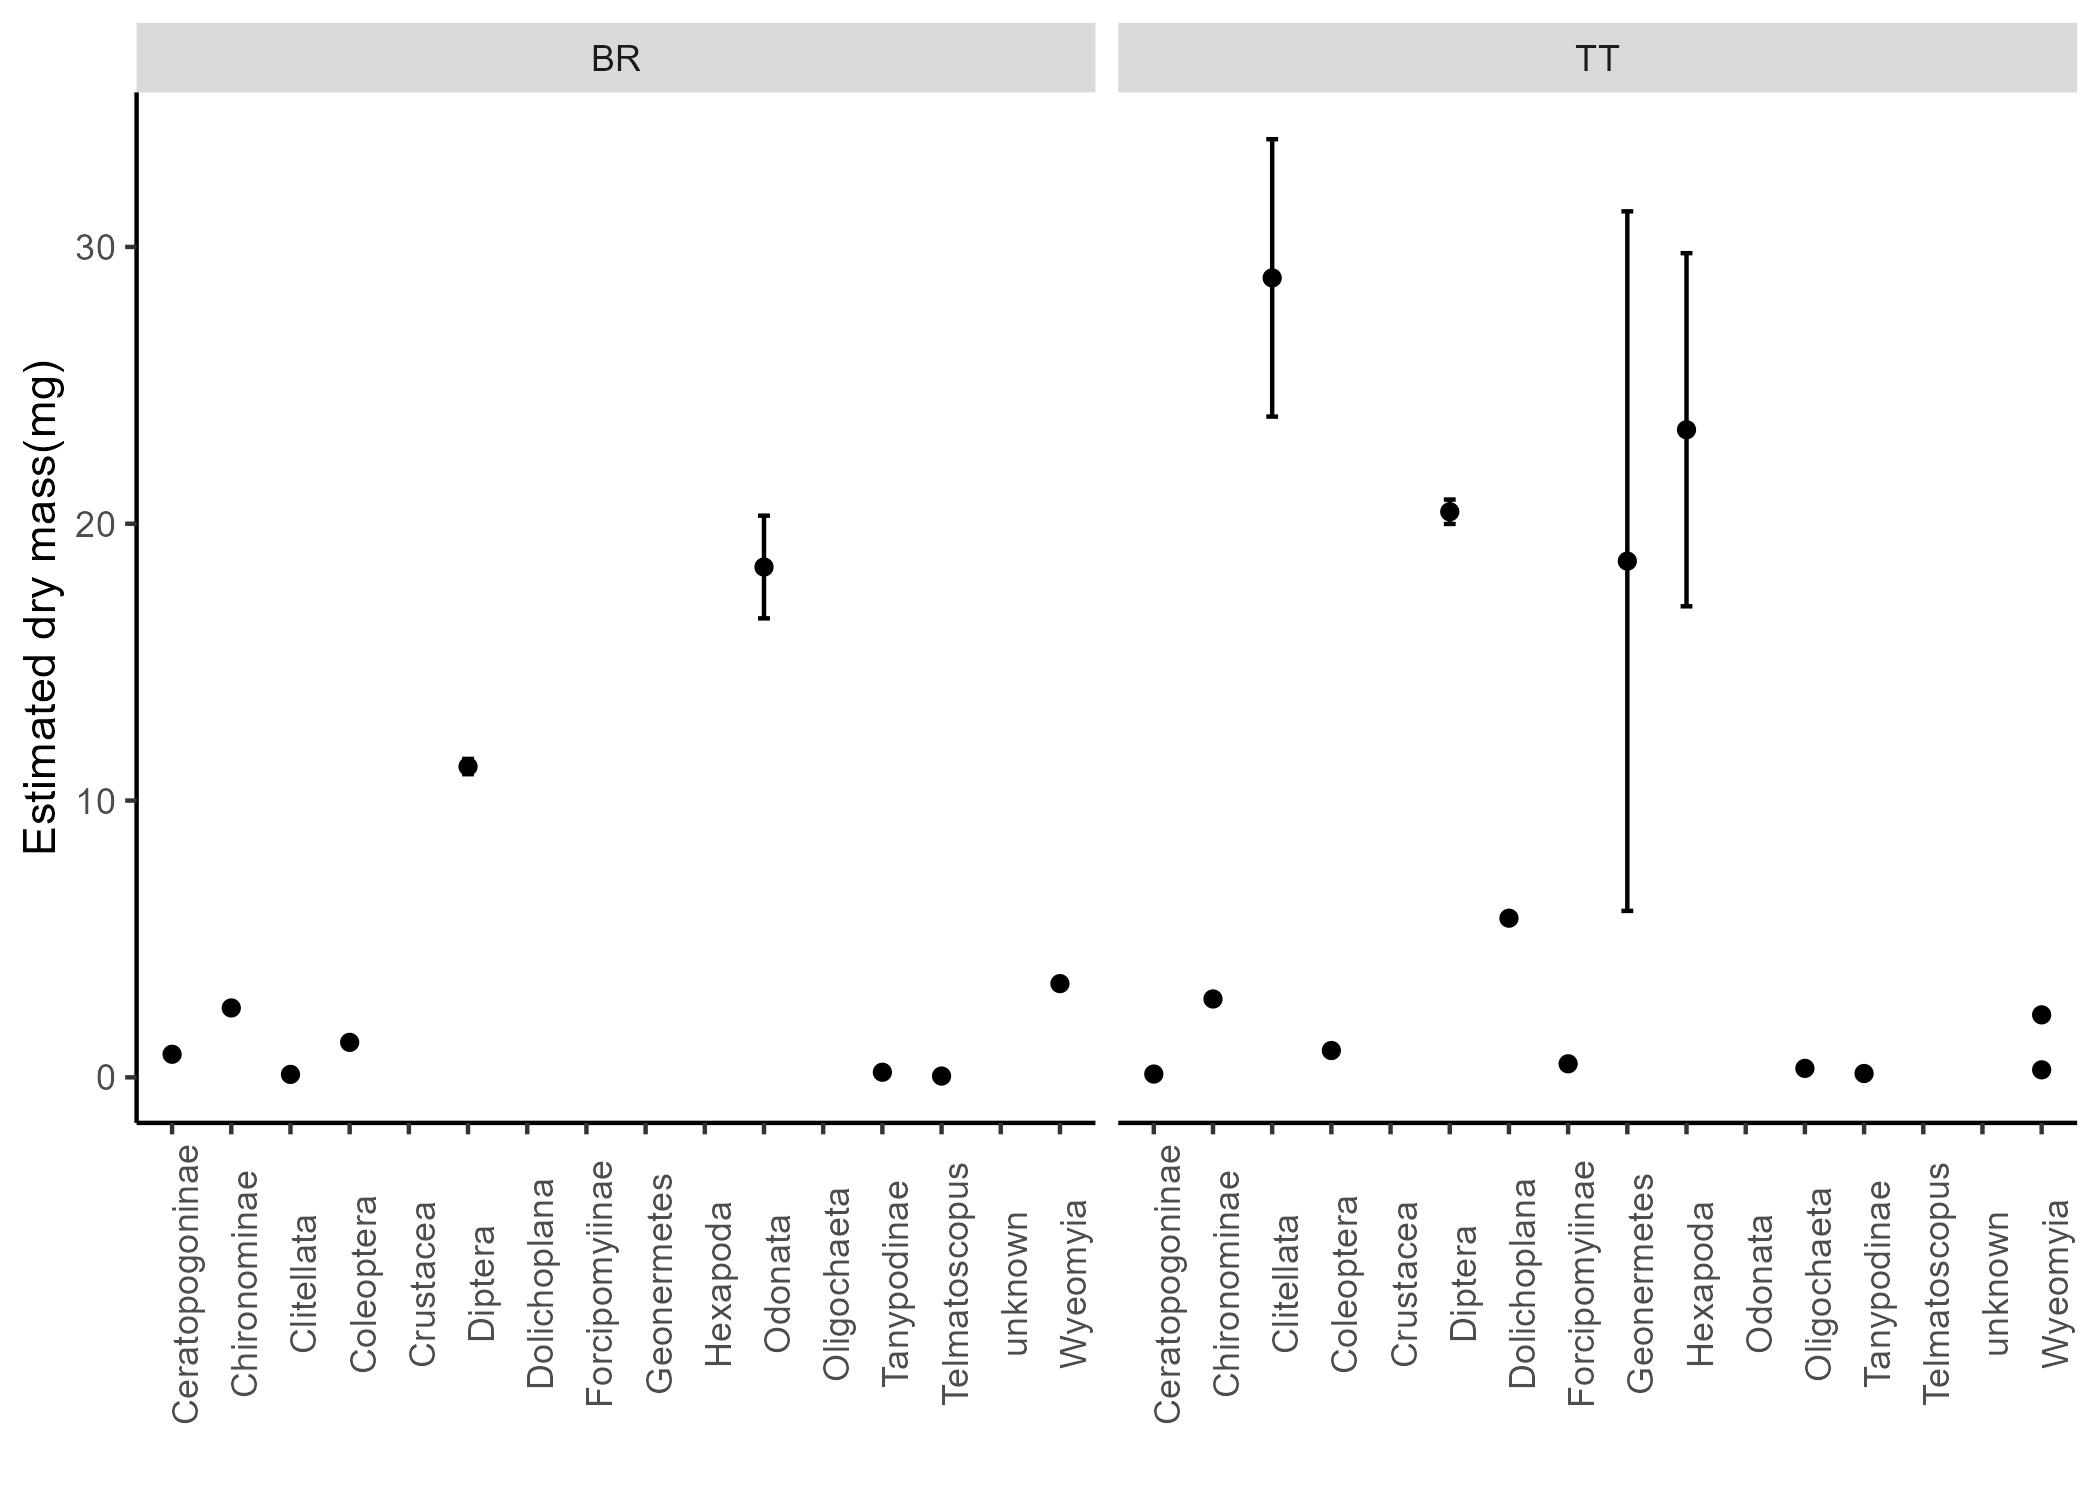 BR
TT
Estimated dry mass(mg)
30
20
10
0
Ceratopogoninae
Chironominae
Clitellata
Coleoptera
Crustacea
Diptera
Dolichoplana
Forcipomyiinae
Geonermetes
Hexapoda
Odonata
Oligochaeta
Tanypodinae
Telmatoscopus
unknown
Wyeomyia
Ceratopogoninae
Chironominae
Clitellata
Coleoptera
Crustacea
Diptera
Dolichoplana
Forcipomyiinae
Geonermetes
Hexapoda
Odonata
Oligochaeta
Tanypodinae
Telmatoscopus
unknown
Wyeomyia